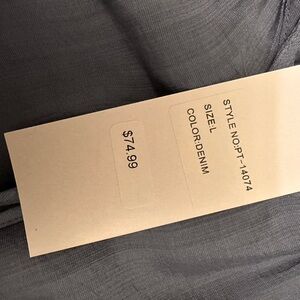 STYLE NO:PT-14074
SIZE:L
COLOR:DENIM
$74.99